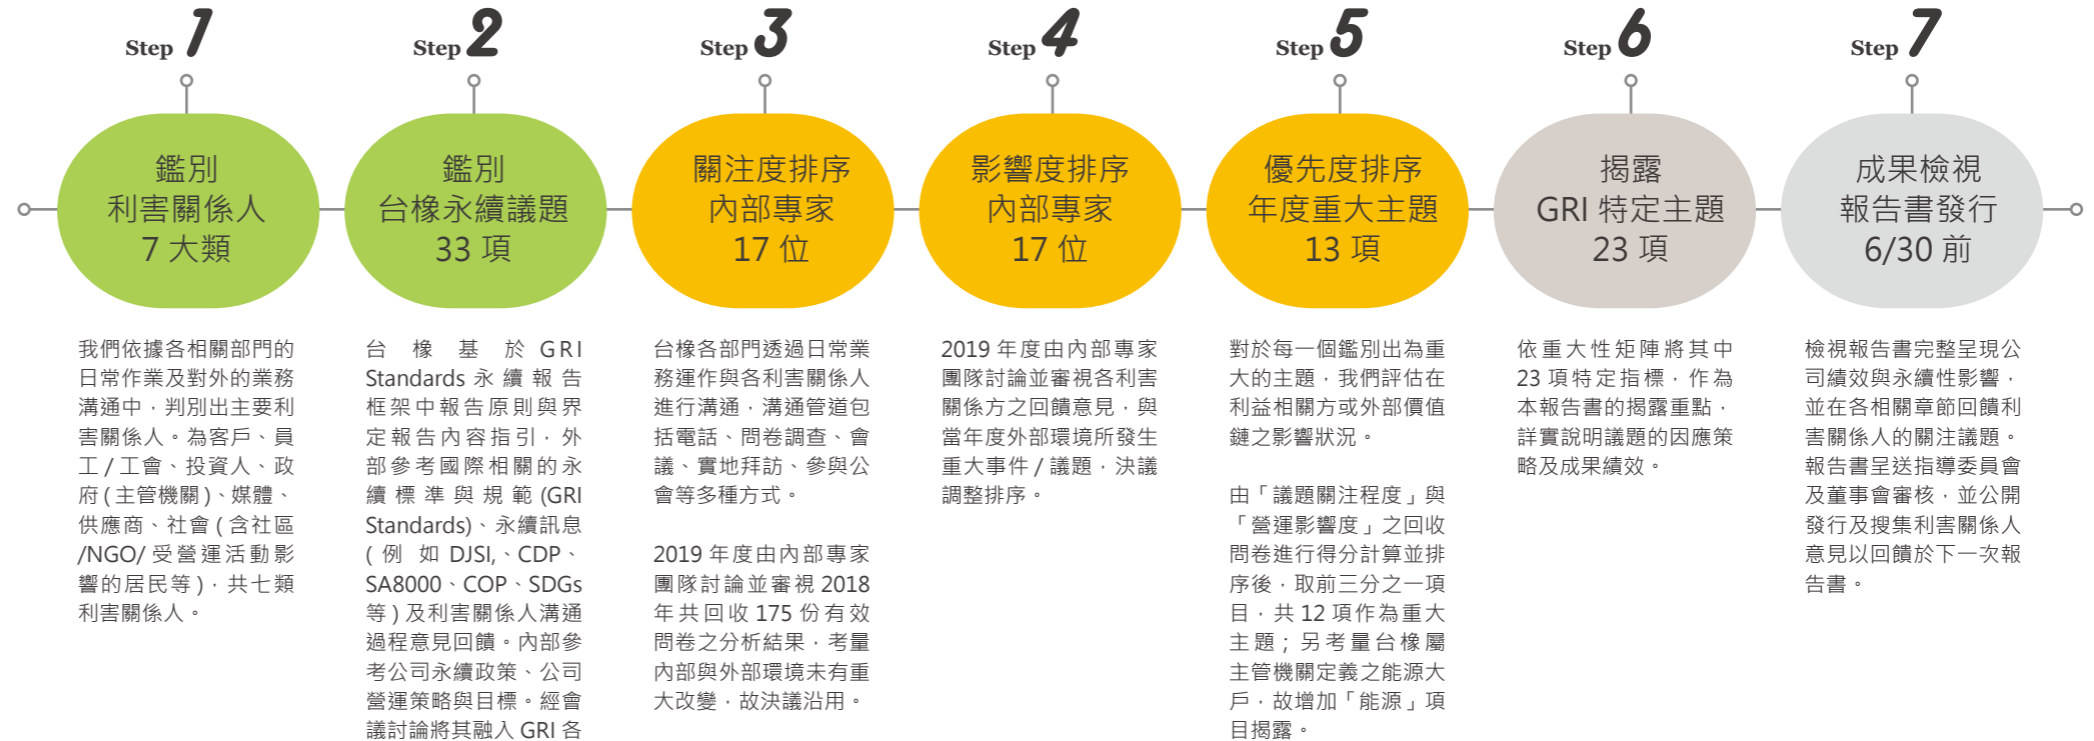 Step 1
鑑別
利害關係人
7 大類
我們依據各相關部門的
日常作業及對外的業務
溝通中，判別出主要利
害關係人。為客戶、員
工 / 工會、投資人、政
府 ( 主管機關 )、媒體、
供應商、社會 ( 含社區
/NGO/ 受營運活動影
響的居民等 )，共七類
利害關係人。
Step 2
鑑別
台橡永續議題
33 項
台橡基於 GRI
Standards 永續報告
框架中報告原則與界
定報告內容指引，外
部參考國際相關的永
續標準與規範 (GRI
Standards)、永續訊息
( 例如 DJSI,、CDP、
SA8000、COP、SDGs
等 ) 及利害關係人溝通
過程意見回饋。內部參
考公司永續政策、公司
營運策略與目標。經會
議討論將其融入 GRI 各
Step 3
關注度排序
內部專家
17 位
台橡各部門透過日常業
務運作與各利害關係人
進行溝通，溝通管道包
括電話、問卷調查、會
議、實地拜訪、參與公
會等多種方式。
2019 年度由內部專家
團隊討論並審視 2018
年共回收 175 份有效
問卷之分析結果，考量
內部與外部環境未有重
大改變，故決議沿用。
Step 4
影響度排序
內部專家
17 位
2019 年度由內部專家
團隊討論並審視各利害
關係方之回饋意見，與
當年度外部環境所發生
重大事件 / 議題，決議
調整排序。
Step 5
優先度排序
年度重大主題
13 項
對於每一個鑑別出為重
大的主題，我們評估在
利益相關方或外部價值
鏈之影響狀況。
由「議題關注程度」與
「營運影響度」之回收
問卷進行得分計算並排
序後，取前三分之一項
目，共 12 項作為重大
主題；另考量台橡屬
主管機關定義之能源大
戶，故增加「能源」項
目揭露。
Step 6
揭露
GRI 特定主題
23 項
依重大性矩陣將其中
23 項特定指標，作為
本報告書的揭露重點，
詳實說明議題的因應策
略及成果績效。
Step 7
成果檢視
報告書發行
6/30 前
檢視報告書完整呈現公
司績效與永續性影響，
並在各相關章節回饋利
害關係人的關注議題。
報告書呈送指導委員會
及董事會審核，並公開
發行及搜集利害關係人
意見以回饋於下一次報
告書。